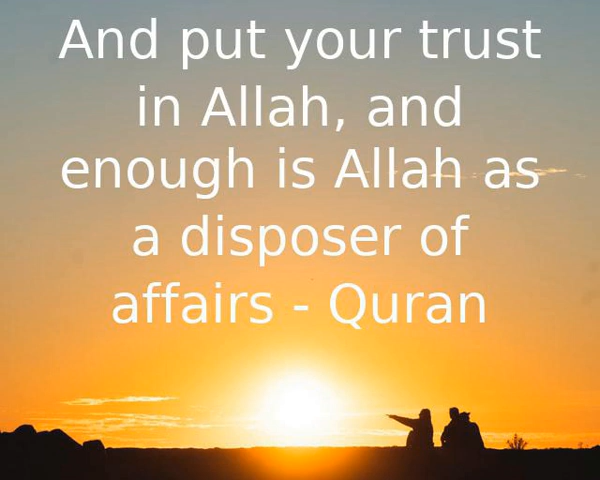 And put your trust
in Allah, and
enough is Allah as
a disposer of
affairs - Quran